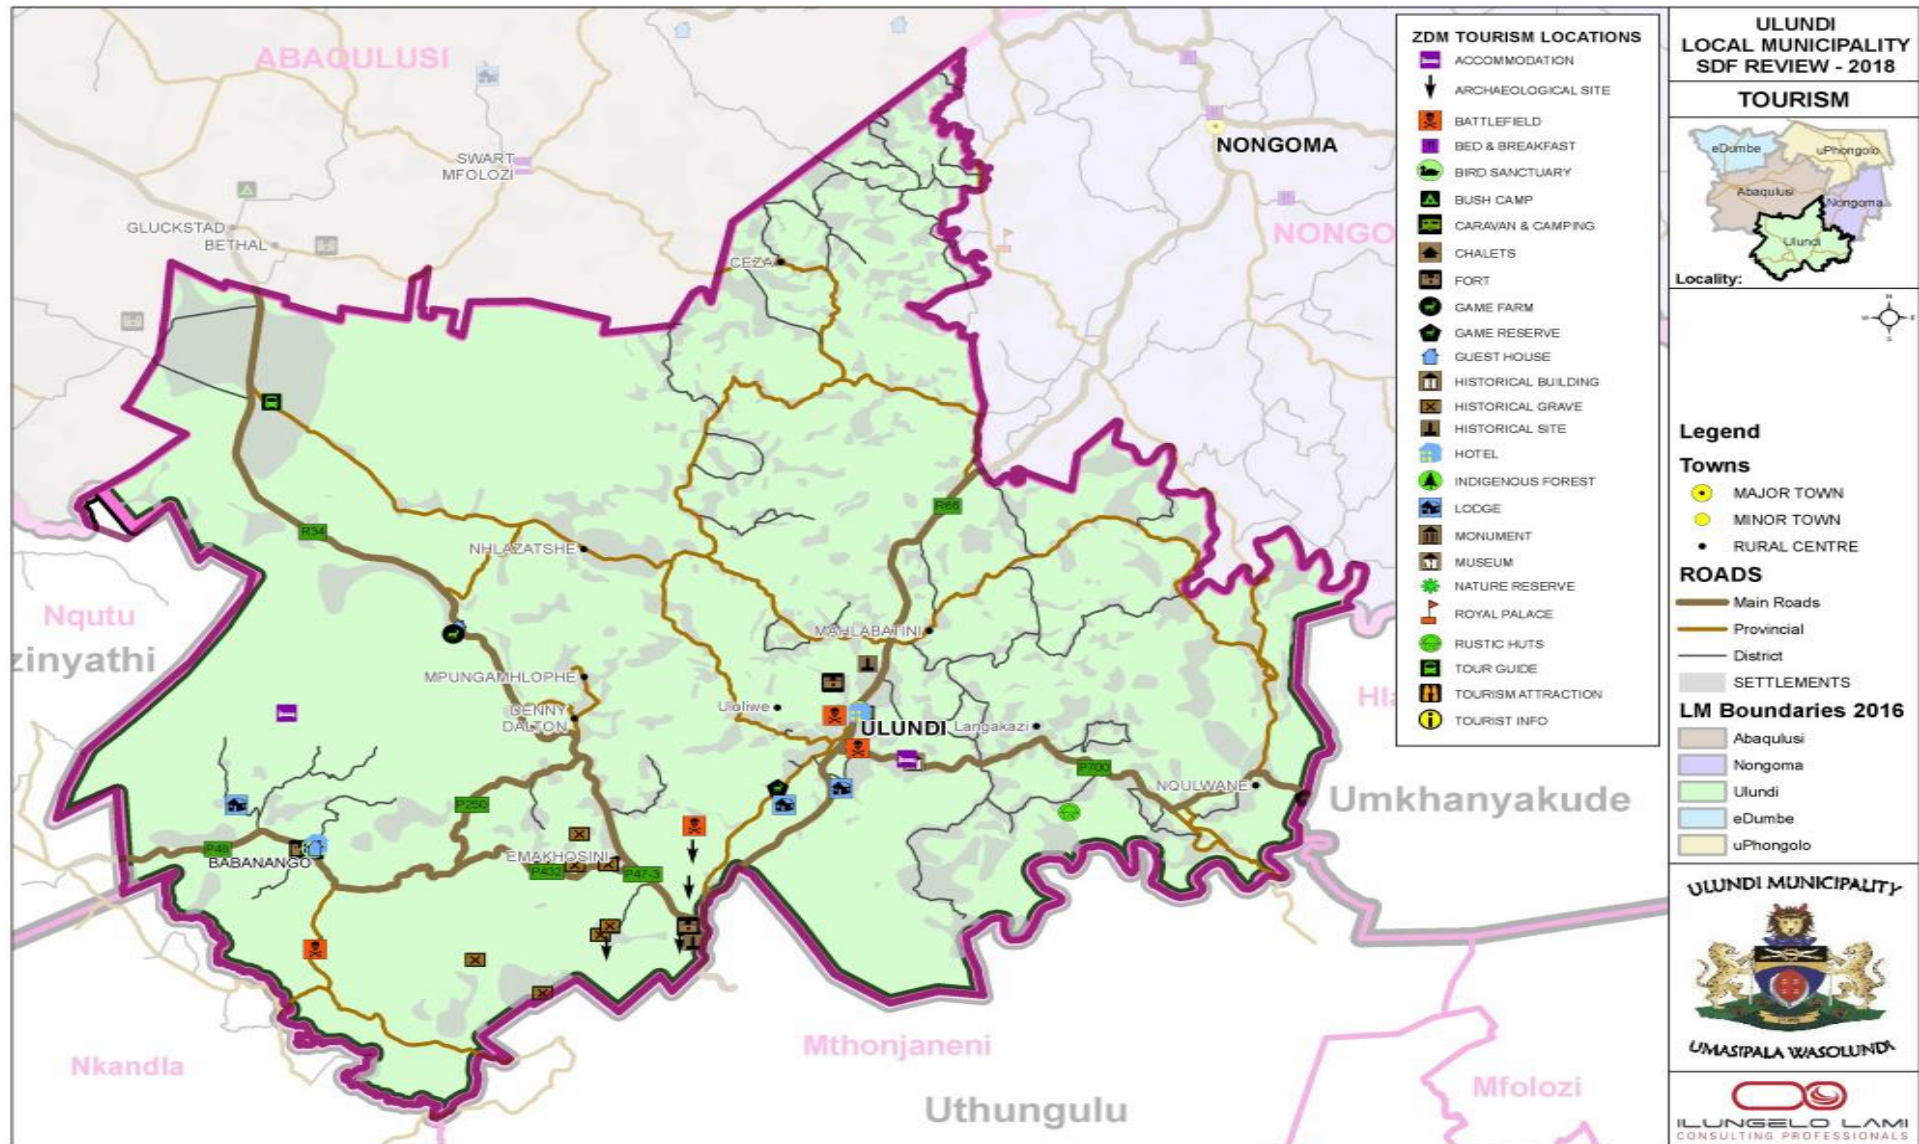 ABAQULUSI
SWART
MFOLOZI
GLUCKSTAD
BETHAL
CEZA
NONGOMA
NONGO
R34
R66
NHLAZATSHE
Nqutu
zinyathi
MAHLABATINI
MPUNGAMHLOPHE
DENNY
DALTON
ULUNDI
Langakazi
P700
NQULWANE
Hla
Umkhanyakude
P250
P48
BABANANGO
EMAKHOSINI
P432
P47-3
Nkandla
Mthonjaneni
Uthungulu
Mfolozi
ZDM TOURISM LOCATIONS
ACCOMMODATION
ARCHAEOLOGICAL SITE
BATTLEFIELD
BED & BREAKFAST
BIRD SANCTUARY
BUSH CAMP
CARAVAN & CAMPING
CHALETS
FORT
GAME FARM
GAME RESERVE
GUEST HOUSE
HISTORICAL BUILDING
HISTORICAL GRAVE
HISTORICAL SITE
HOTEL
INDIGENOUS FOREST
LODGE
MONUMENT
MUSEUM
NATURE RESERVE
ROYAL PALACE
RUSTIC HUTS
TOUR GUIDE
TOURISM ATTRACTION
TOURIST INFO
ULUNDI
LOCAL MUNICIPALITY
SDF REVIEW - 2018
TOURISM
eDumbe
uPhongolo
Abaqulusi
Nongoma
Ulundi
Locality:
N
W E
S
Legend
Towns
MAJOR TOWN
MINOR TOWN
RURAL CENTRE
ROADS
Main Roads
Provincial
District
SETTLEMENTS
LM Boundaries 2016
Abaqulusi
Nongoma
Ulundi
eDumbe
uPhongolo
ULUNDI MUNICIPALITY
UMASIPALA WASOLUNDI
ILUNGELO LAMI
CONSULTING PROFESSIONALS